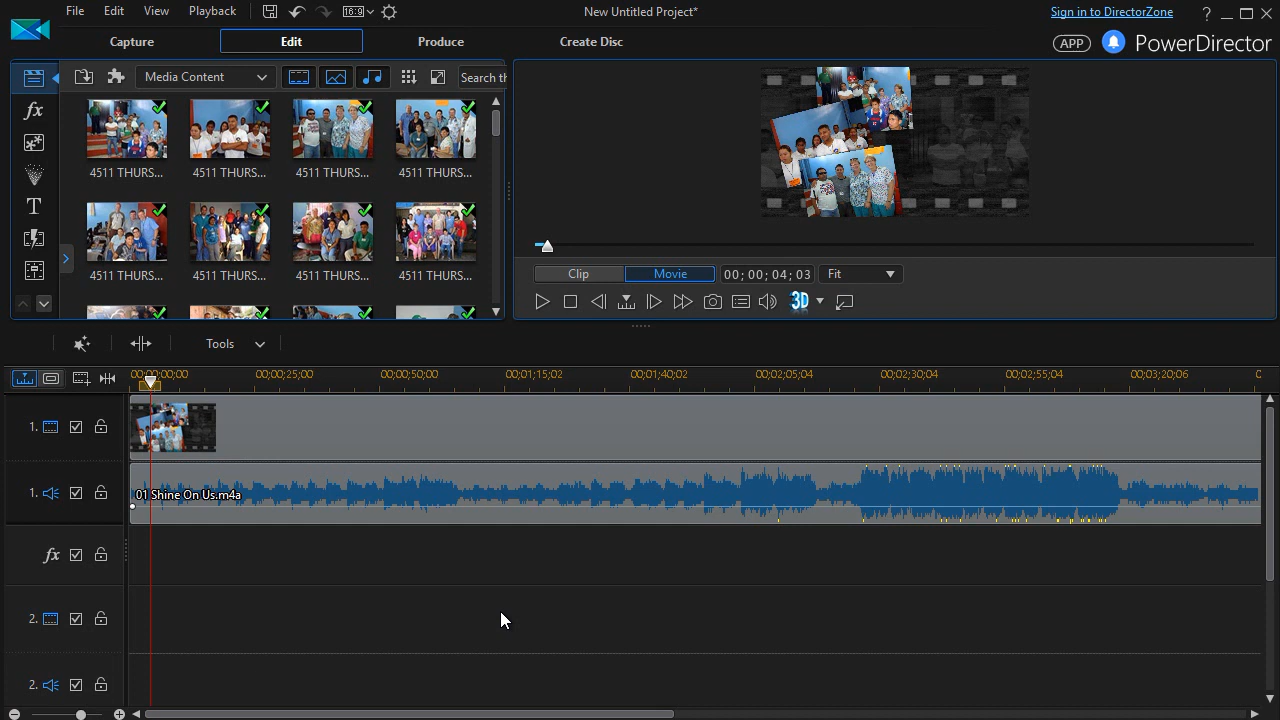 File Edit View Playback 16:9 New Untitled Project* Sign in to DirectorZone ?
Capture Edit Produce Create Disc APP PowerDirector
Media Content Search th
4511 THURS... 4511 THURS... 4511 THURS... 4511 THURS...
4511 THURS... 4511 THURS... 4511 THURS... 4511 THURS...
fx
T
Clip Movie 00; 00; 04; 03 Fit
3D
Tools
00;00;00;00 00;00;25;00 00;00;50;00 00;01;15;02 00;01;40;02 00;02;05;04 00;02;30;04 00;02;55;04 00;03;20;06
1.
1. 01 Shine On Us.m4a
fx
2.
2.